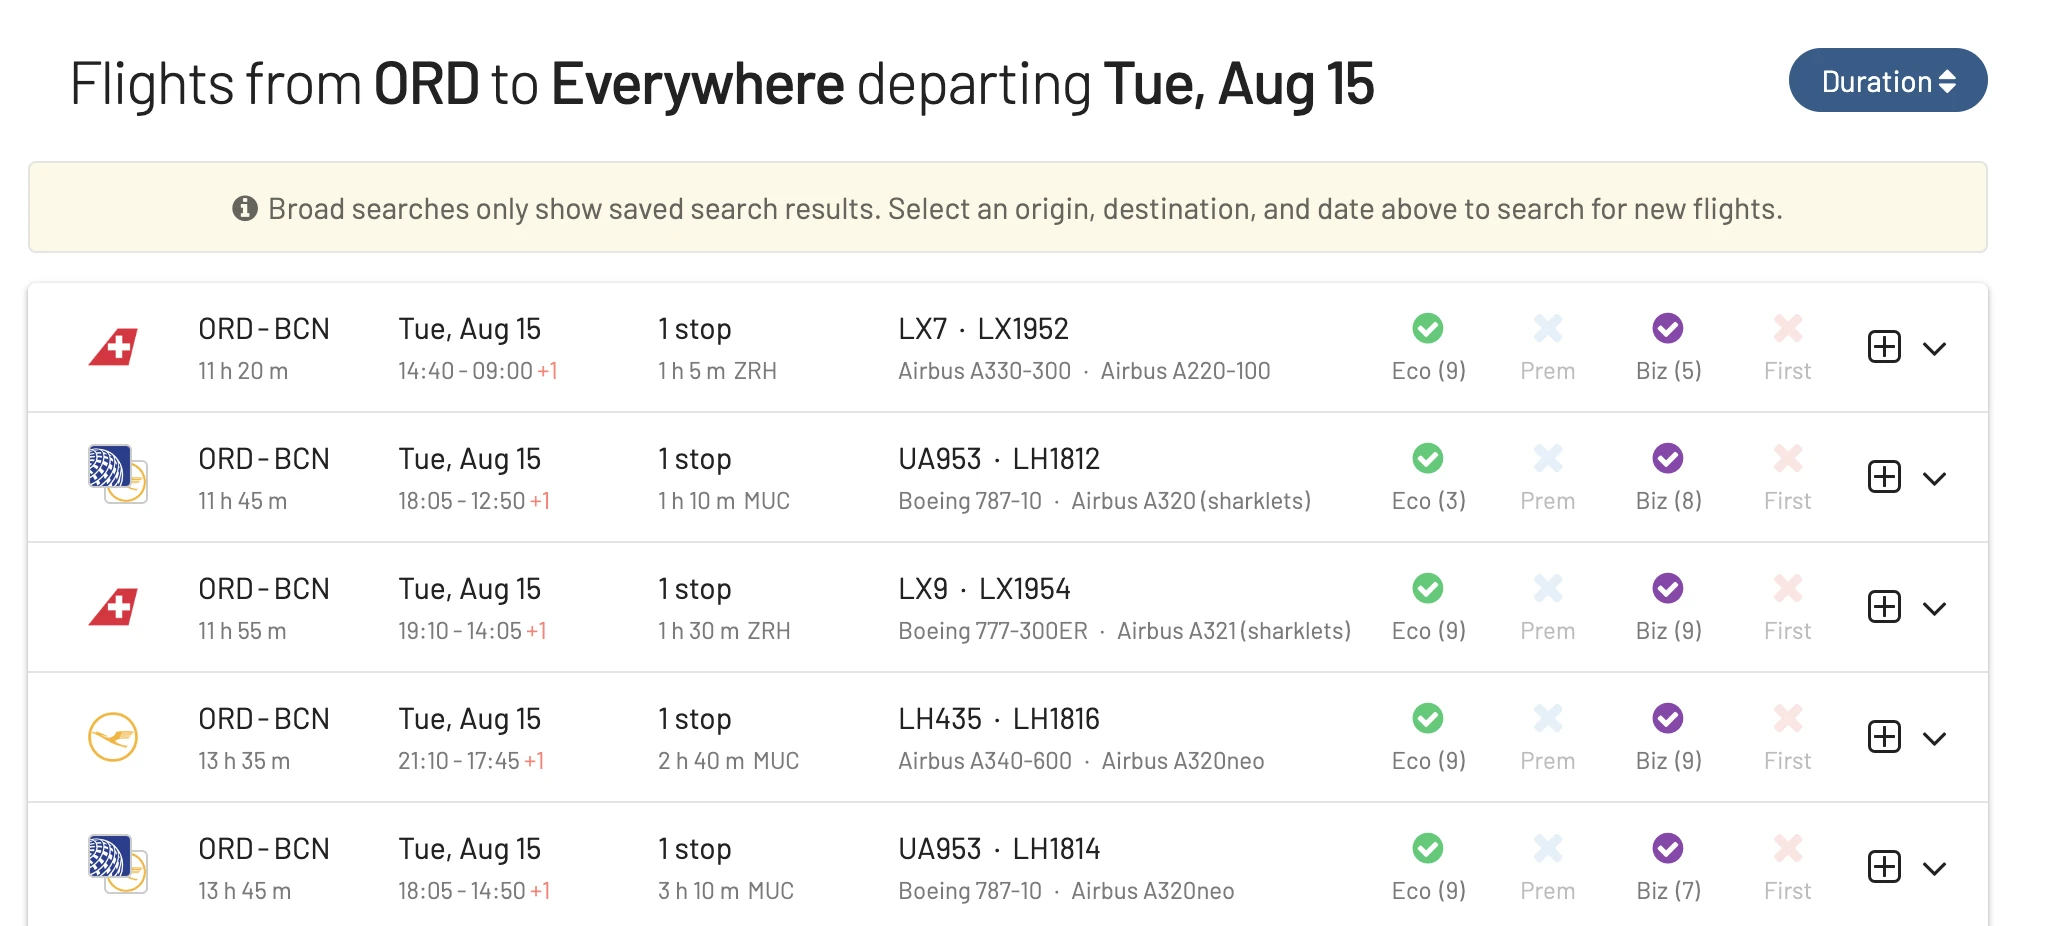 Flights from ORD to Everywhere departing Tue, Aug 15
Duration
Broad searches only show saved search results. Select an origin, destination, and date above to search for new flights.
ORD - BCN Tue, Aug 15 1 stop LX7 · LX1952
11 h 20 m 14:40 - 09:00 +1 1 h 5 m ZRH Airbus A330-300 · Airbus A220-100 Eco (9) Prem Biz (5) First
ORD - BCN Tue, Aug 15 1 stop UA953 · LH1812
11 h 45 m 18:05 - 12:50 +1 1 h 10 m MUC Boeing 787-10 · Airbus A320 (sharklets) Eco (3) Prem Biz (8) First
ORD - BCN Tue, Aug 15 1 stop LX9 · LX1954
11 h 55 m 19:10 - 14:05 +1 1 h 30 m ZRH Boeing 777-300ER · Airbus A321 (sharklets) Eco (9) Prem Biz (9) First
ORD - BCN Tue, Aug 15 1 stop LH435 · LH1816
13 h 35 m 21:10 - 17:45 +1 2 h 40 m MUC Airbus A340-600 · Airbus A320neo Eco (9) Prem Biz (9) First
ORD - BCN Tue, Aug 15 1 stop UA953 · LH1814
13 h 45 m 18:05 - 14:50 +1 3 h 10 m MUC Boeing 787-10 · Airbus A320neo Eco (9) Prem Biz (7) First